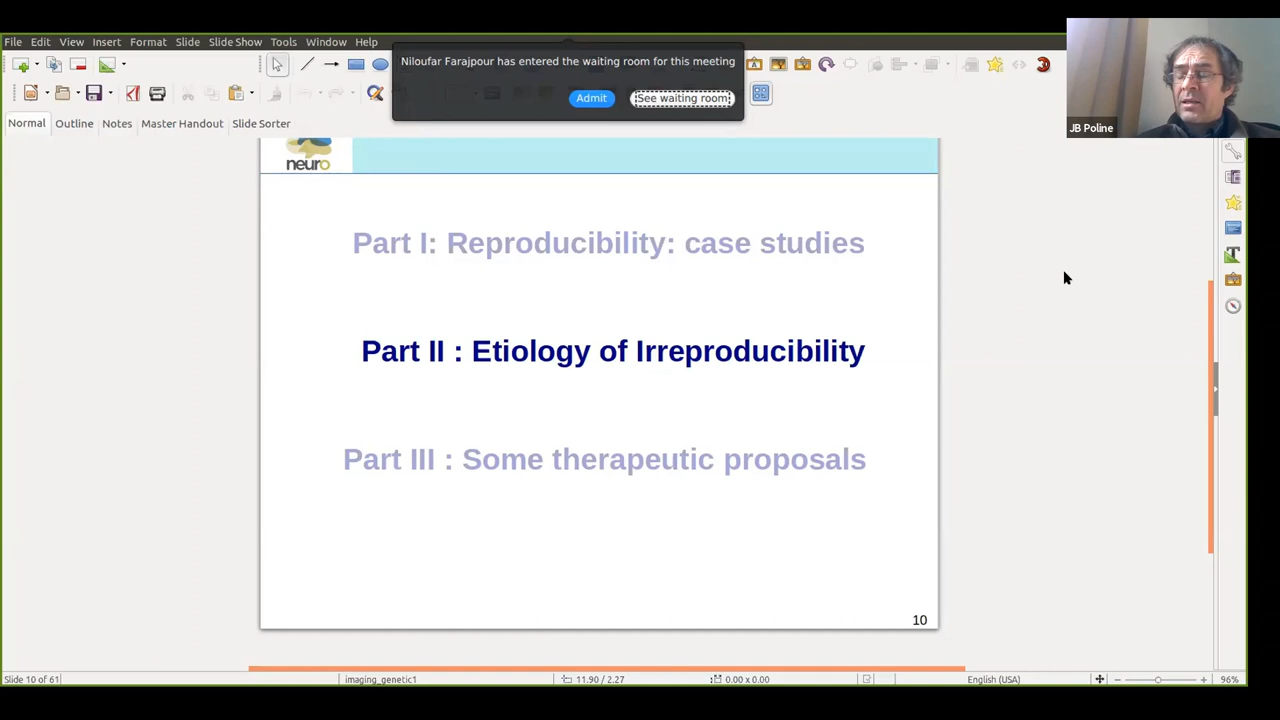 File Edit View Insert Format Slide Slide Show Tools Window Help
Niloufar Farajpour has entered the waiting room for this meeting
Admit See waiting room
JB Poline
Normal Outline Notes Master Handout Slide Sorter
neuro
Part I: Reproducibility: case studies
Part II : Etiology of Irreproducibility
Part III : Some therapeutic proposals
10
Slide 10 of 61 imaging_genetic1 11.90 / 2.27 0.00 x 0.00 English (USA) 96%